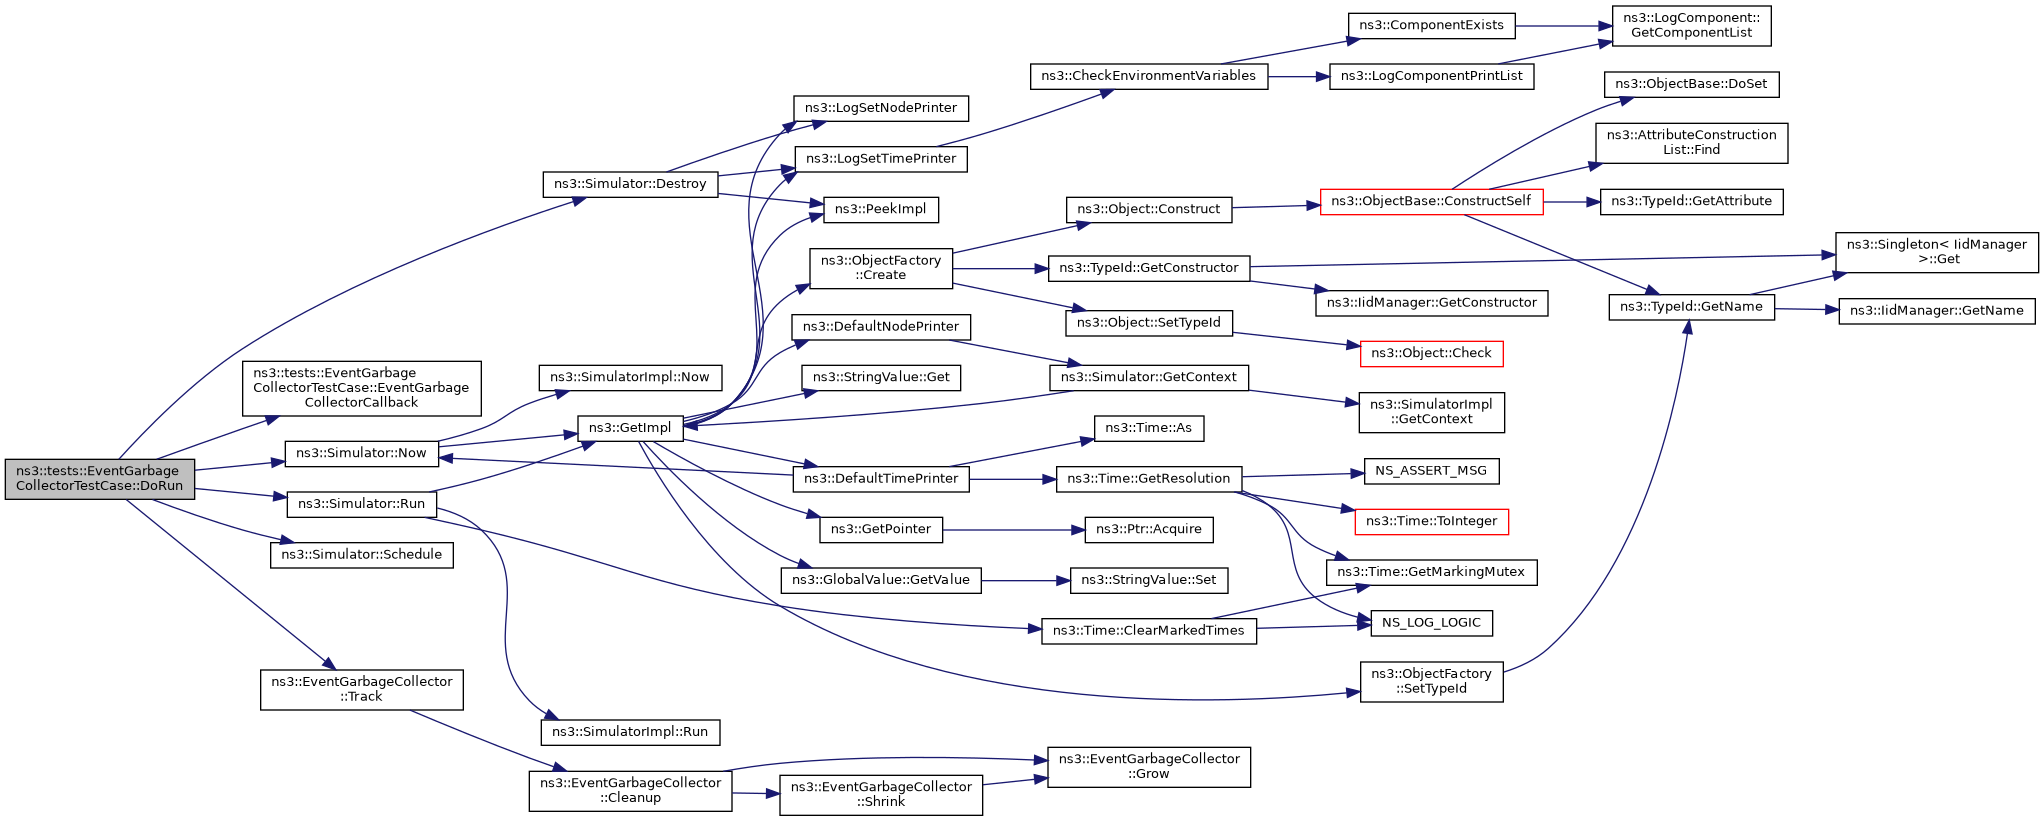 ns3::tests::EventGarbage
CollectorTestCase::DoRun
ns3::Simulator::Destroy
ns3::tests::EventGarbage
CollectorTestCase::EventGarbage
CollectorCallback
ns3::Simulator::Now
ns3::Simulator::Run
ns3::Simulator::Schedule
ns3::EventGarbageCollector
::Track
ns3::SimulatorImpl::Now
ns3::GetImpl
ns3::SimulatorImpl::Run
ns3::EventGarbageCollector
::Cleanup
ns3::LogSetNodePrinter
ns3::LogSetTimePrinter
ns3::PeekImpl
ns3::ObjectFactory
::Create
ns3::DefaultNodePrinter
ns3::StringValue::Get
ns3::DefaultTimePrinter
ns3::GetPointer
ns3::GlobalValue::GetValue
ns3::EventGarbageCollector
::Shrink
ns3::CheckEnvironmentVariables
ns3::Object::Construct
ns3::TypeId::GetConstructor
ns3::Object::SetTypeId
ns3::Simulator::GetContext
ns3::Time::As
ns3::Time::GetResolution
ns3::Ptr::Acquire
ns3::StringValue::Set
ns3::Time::ClearMarkedTimes
ns3::EventGarbageCollector
::Grow
ns3::ComponentExists
ns3::LogComponentPrintList
ns3::ObjectBase::ConstructSelf
ns3::IidManager::GetConstructor
ns3::Object::Check
ns3::SimulatorImpl
::GetContext
NS_ASSERT_MSG
ns3::Time::ToInteger
ns3::Time::GetMarkingMutex
NS_LOG_LOGIC
ns3::ObjectFactory
::SetTypeId
ns3::LogComponent::
GetComponentList
ns3::ObjectBase::DoSet
ns3::AttributeConstruction
List::Find
ns3::TypeId::GetAttribute
ns3::TypeId::GetName
ns3::Singleton< IidManager
>::Get
ns3::IidManager::GetName